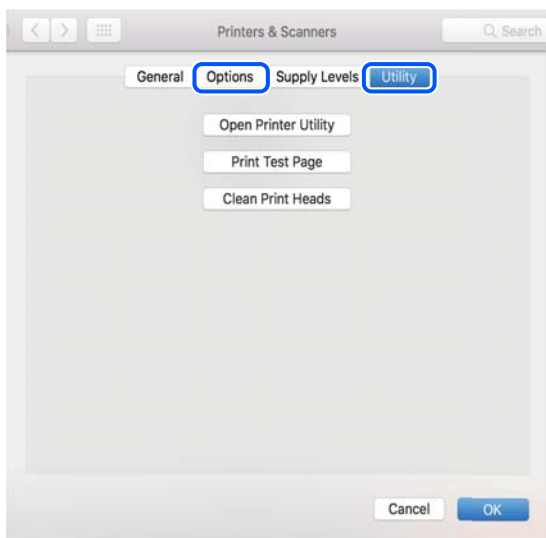 Printers & Scanners
Search
General Options Supply Levels Utility
Open Printer Utility
Print Test Page
Clean Print Heads
Cancel OK